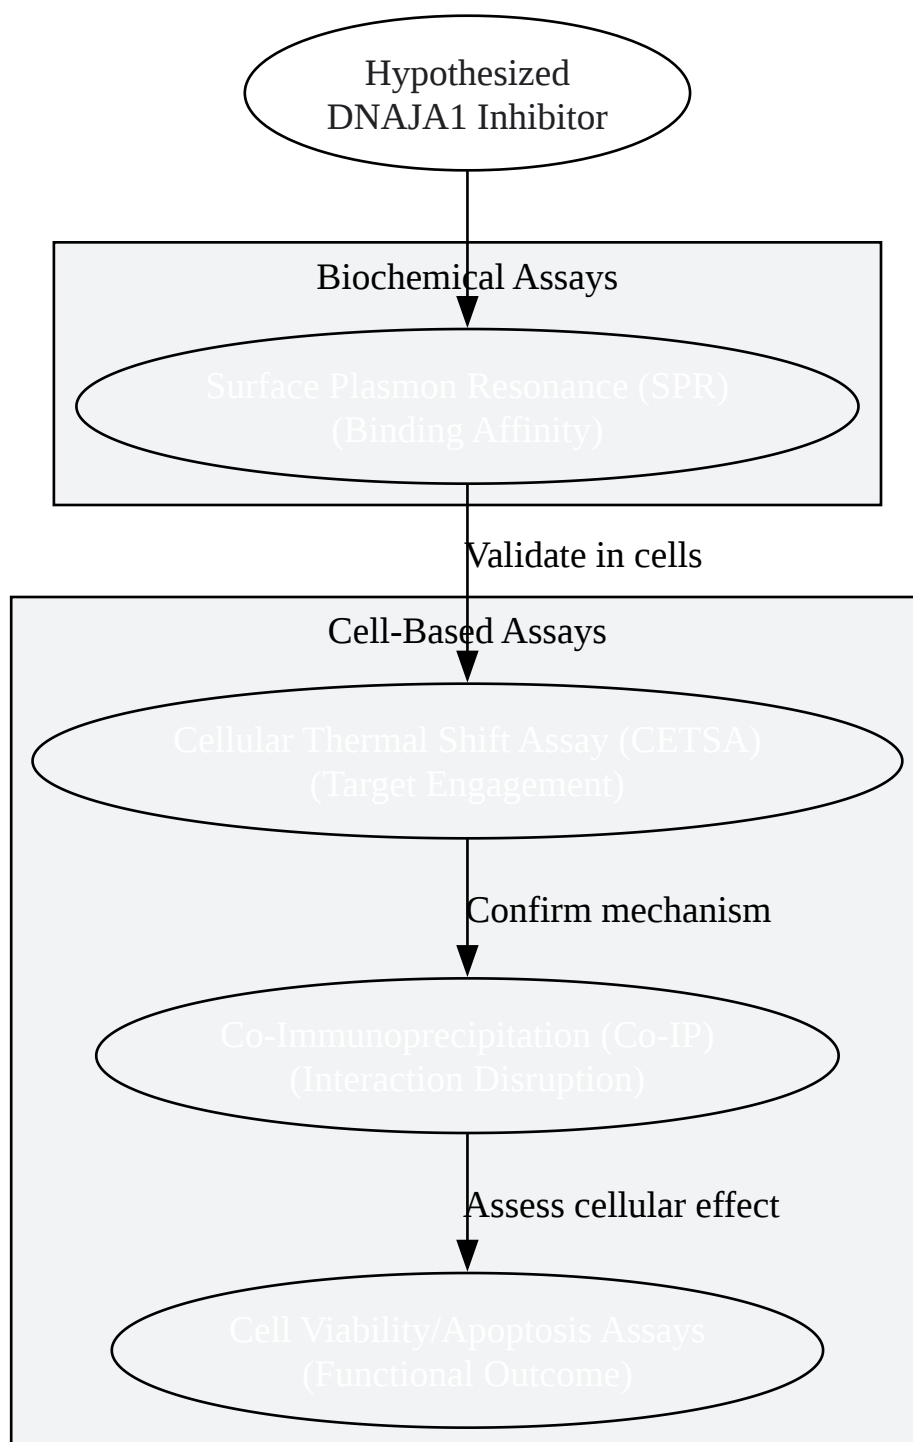 Hypothesized
DNAJA1 Inhibitor
Biochemical Assays
Surface Plasmon Resonance (SPR)
(Binding Affinity)
Validate in cells
Cell-Based Assays
Cellular Thermal Shift Assay (CETSA)
(Target Engagement)
Confirm mechanism
Co-Immunoprecipitation (Co-IP)
(Interaction Disruption)
Assess cellular effect
Cell Viability/Apoptosis Assays
(Functional Outcome)